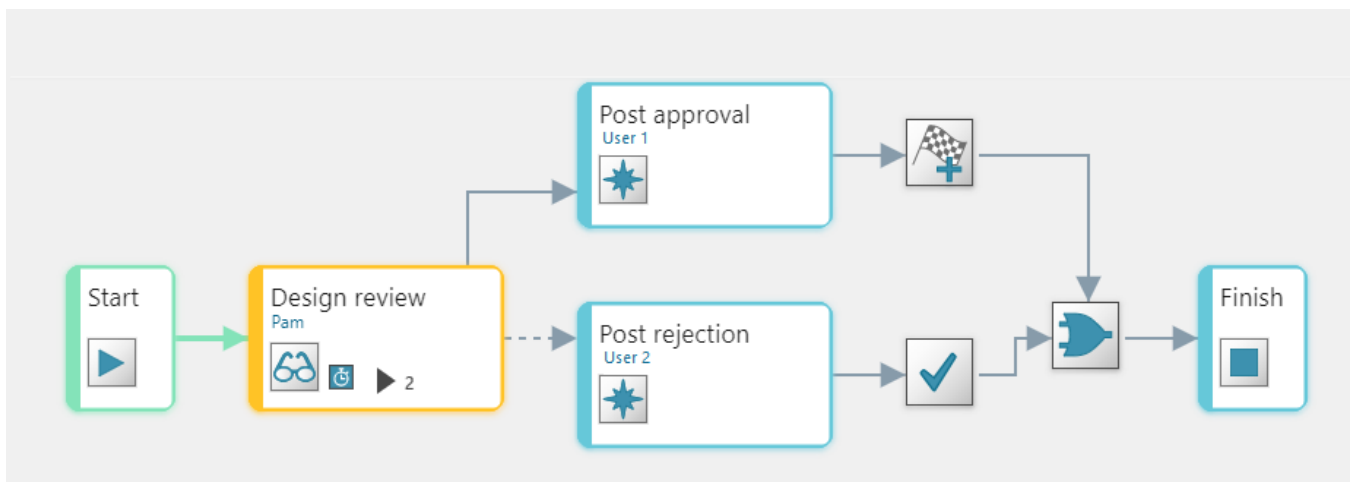 Start
Design review
Pam
2
Post approval
User 1
Post rejection
User 2
Finish